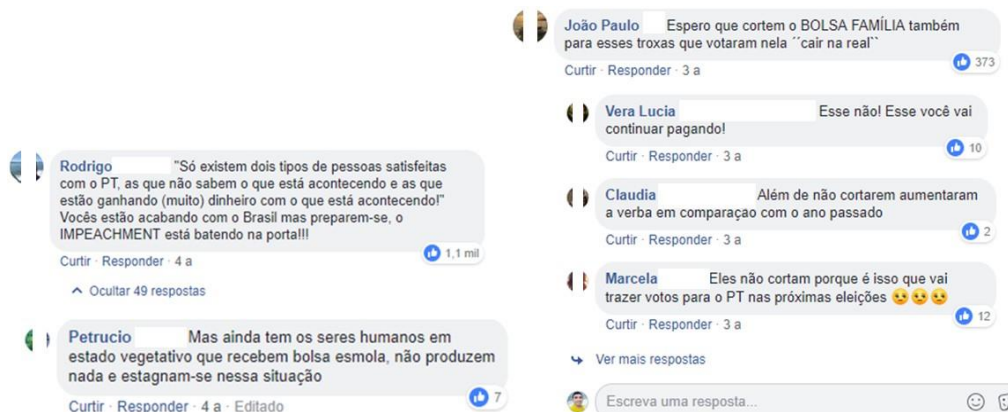 Rodrigo "Só existem dois tipos de pessoas satisfeitas
com o PT, as que não sabem o que está acontecendo e as que
estão ganhando (muito) dinheiro com o que está acontecendo!"
Vocês estão acabando com o Brasil mas preparem-se, o
IMPEACHMENT está batendo na porta!!!
1,1 mil
Curtir · Responder · 4 a
Ocultar 49 respostas
Petrucio Mas ainda tem os seres humanos em
estado vegetativo que recebem bolsa esmola, não produzem
nada e estagnam-se nessa situação
7
Curtir · Responder · 4 a · Editado
João Paulo Espero que cortem o BOLSA FAMÍLIA também
para esses troxas que votaram nela ´´cair na real``
373
Curtir · Responder · 3 a
Vera Lucia Esse não! Esse você vai
continuar pagando!
10
Curtir · Responder · 3 a
Claudia Além de não cortarem aumentaram
a verba em comparaçao com o ano passado
2
Curtir · Responder · 3 a
Marcela Eles não cortam porque é isso que vai
trazer votos para o PT nas próximas eleições 😒😒😒
12
Curtir · Responder · 3 a
Ver mais respostas
Escreva uma resposta...